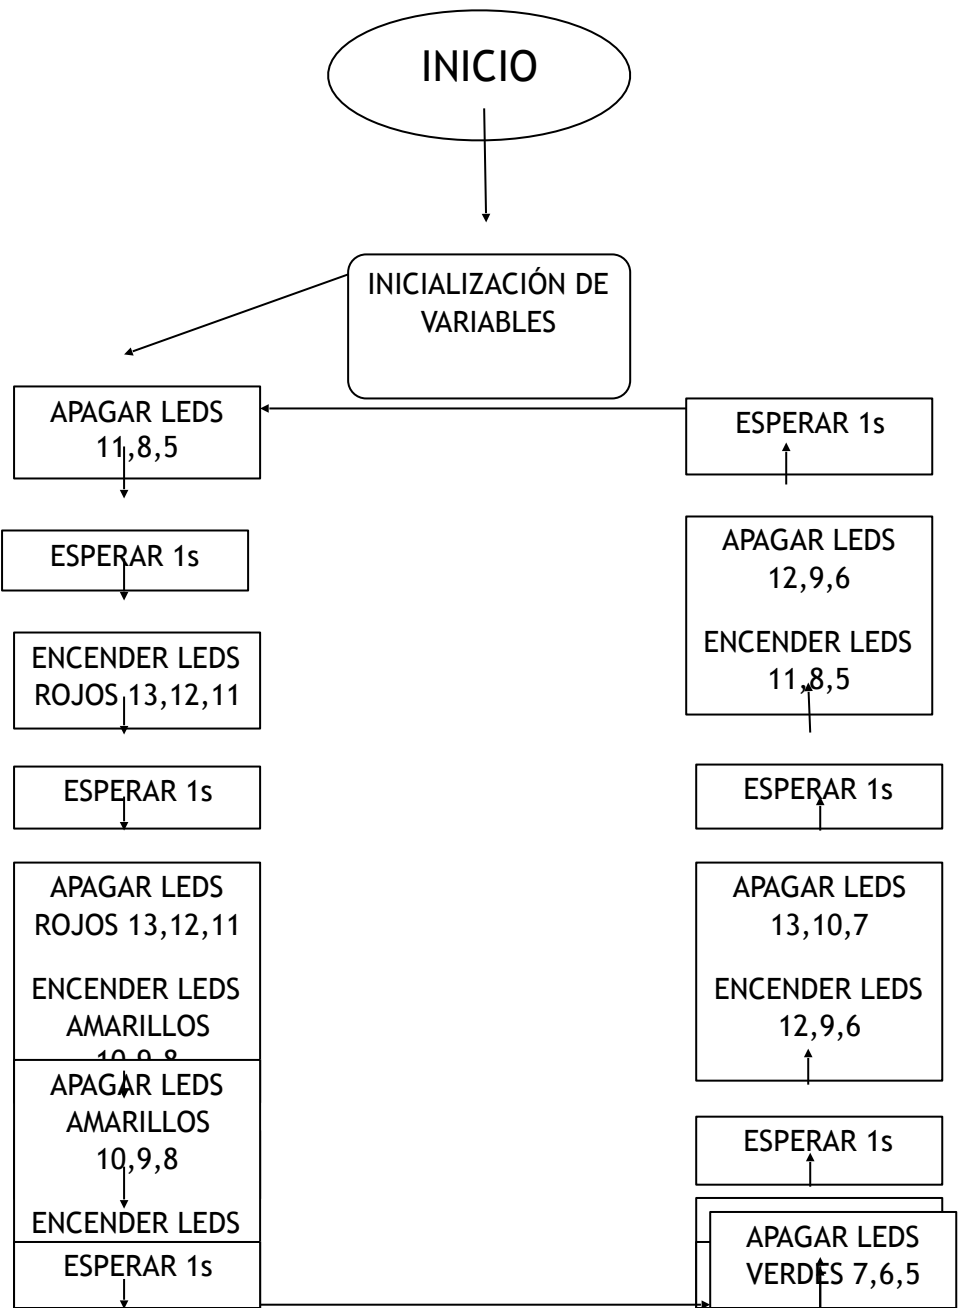 INICIO
INICIALIZACIÓN DE
VARIABLES
APAGAR LEDS
11,8,5
ESPERAR 1s
ENCENDER LEDS
ROJOS 13,12,11
ESPERAR 1s
APAGAR LEDS
ROJOS 13,12,11
ENCENDER LEDS
AMARILLOS
10,9,8
APAGAR LEDS
AMARILLOS
10,9,8
ENCENDER LEDS
ESPERAR 1s
ESPERAR 1s
APAGAR LEDS
12,9,6
ENCENDER LEDS
11,8,5
ESPERAR 1s
APAGAR LEDS
13,10,7
ENCENDER LEDS
12,9,6
ESPERAR 1s
APAGAR LEDS
VERDES 7,6,5